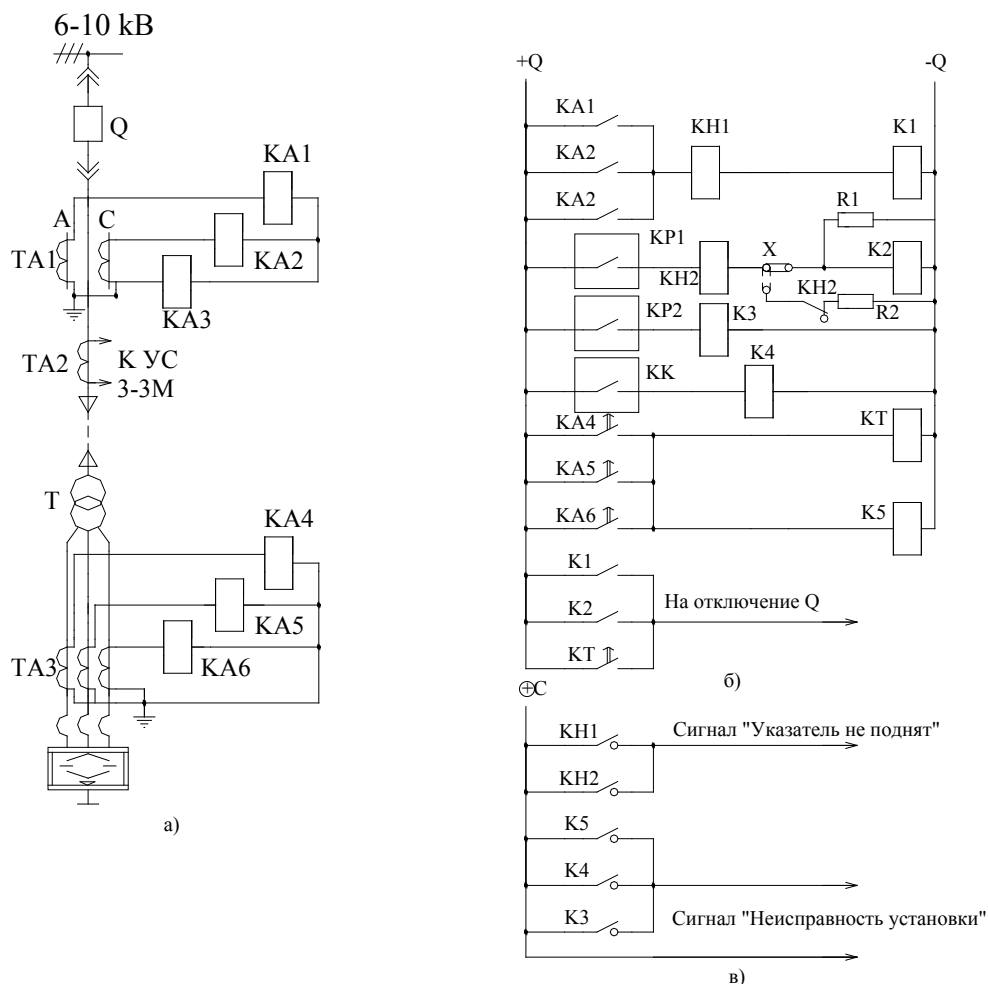 6-10 kВ
Q
KA1
A C
TA1
KA2
KA3
TA2
К УС
3-3М
T
KA4
KA5
TA3
KA6
а)
+Q
-Q
KA1
KH1
K1
KA2
KA2
R1
KP1
X
K2
KH2
KH2
R2
KP2
K3
KK
K4
KA4
KT
KA5
KA6
K5
K1
K2
На отключение Q
KT
б)
+C
KH1
Сигнал "Указатель не поднят"
KH2
K5
K4
K3
Сигнал "Неисправность установки"
в)